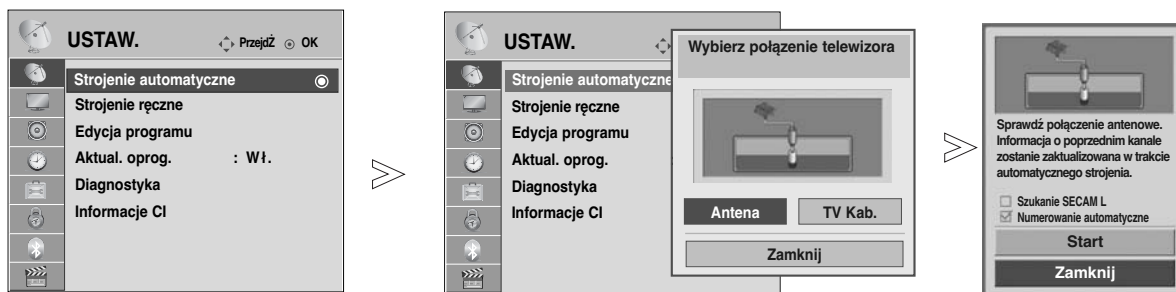 USTAW.
PrzejdŹ OK
Strojenie automatyczne
Strojenie ręczne
Edycja programu
Aktual. oprog. : Wł.
Diagnostyka
Informacje CI
USTAW.
Strojenie automatyczne
Strojenie ręczne
Edycja programu
Aktual. oprog.
Diagnostyka
Informacje CI
Wybierz połązenie telewizora
Antena TV Kab.
Zamknij
Sprawdź połączenie antenowe.
Informacja o poprzednim kanale
zostanie zaktualizowana w trakcie
automatycznego strojenia.
Szukanie SECAM L
Numerowanie automatyczne
Start
Zamknij